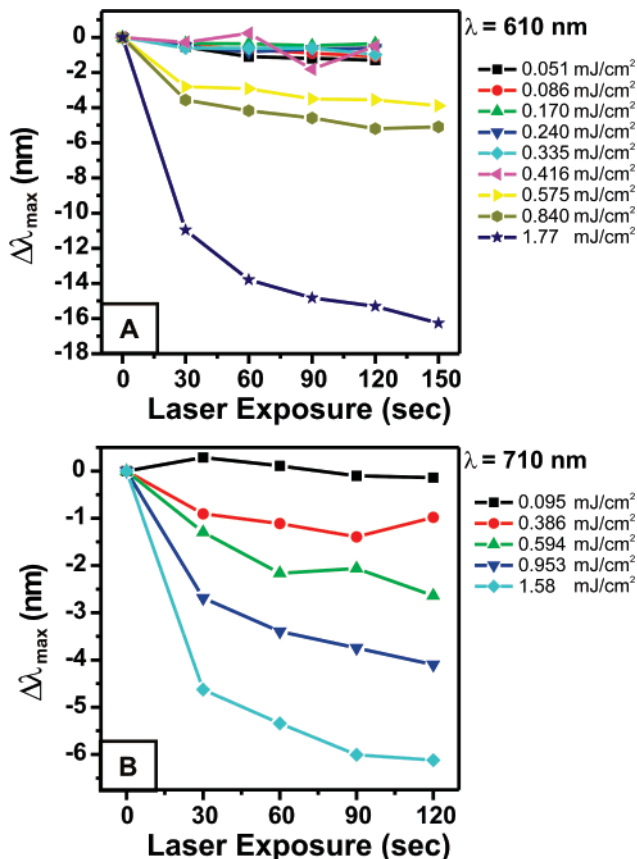 λ = 610 nm
0
-2
-4
-6
-8
-10
-12
-14
-16
-18
Δλmax (nm)
0.051 mJ/cm²
0.086 mJ/cm²
0.170 mJ/cm²
0.240 mJ/cm²
0.335 mJ/cm²
0.416 mJ/cm²
0.575 mJ/cm²
0.840 mJ/cm²
1.77 mJ/cm²
A
0 30 60 90 120 150
Laser Exposure (sec)
λ = 710 nm
0
-1
-2
-3
-4
-5
-6
Δλmax (nm)
0.095 mJ/cm²
0.386 mJ/cm²
0.594 mJ/cm²
0.953 mJ/cm²
1.58 mJ/cm²
B
0 30 60 90 120
Laser Exposure (sec)